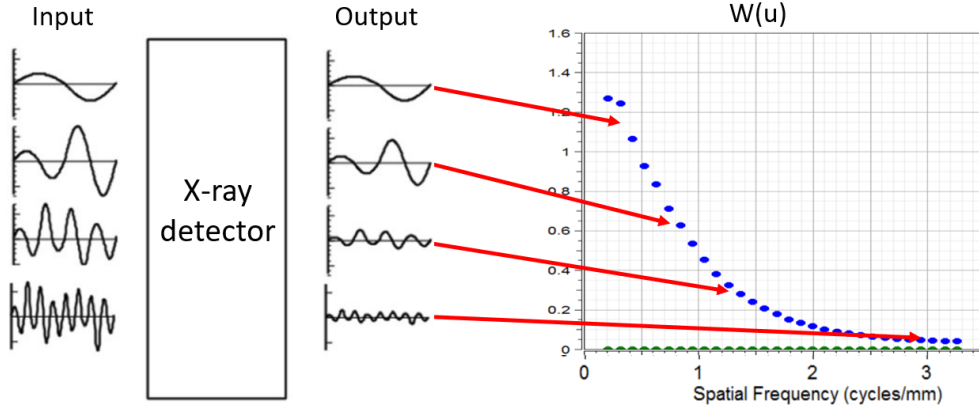 Input
Output
W(u)
X-ray
detector
1.6
1.4
1.2
1
0.8
0.6
0.4
0.2
0
0
1
2
3
Spatial Frequency (cycles/mm)